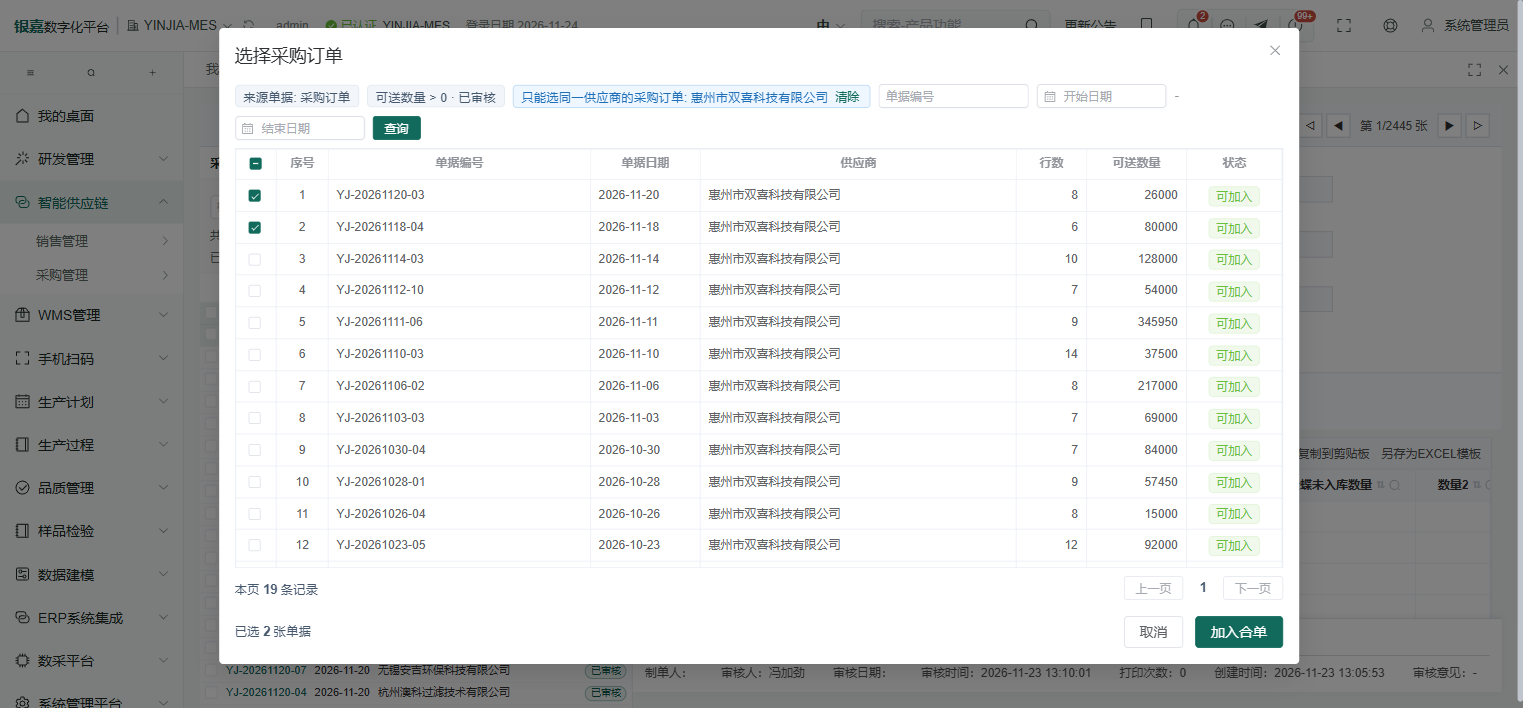 银嘉数字化平台 YINJIA-MES admin 已认证 YINJIA-MES 登录日期 2026-11-24 中 搜索-产品功能 更新公告 2 99+ 系统管理员
我的桌面
研发管理
智能供应链
销售管理
采购管理
WMS管理
手机扫码
生产计划
生产过程
品质管理
样品检验
数据建模
ERP系统集成
数采平台
系统管理平台
第 1/2445 张
选择采购订单
来源单据: 采购订单 可送数量 > 0 · 已审核 只能选同一供应商的采购订单: 惠州市双喜科技有限公司 清除 单据编号 开始日期 -
结束日期 查询
序号 单据编号 单据日期 供应商 行数 可送数量 状态
1 YJ-20261120-03 2026-11-20 惠州市双喜科技有限公司 8 26000 可加入
2 YJ-20261118-04 2026-11-18 惠州市双喜科技有限公司 6 80000 可加入
3 YJ-20261114-03 2026-11-14 惠州市双喜科技有限公司 10 128000 可加入
4 YJ-20261112-10 2026-11-12 惠州市双喜科技有限公司 7 54000 可加入
5 YJ-20261111-06 2026-11-11 惠州市双喜科技有限公司 9 345950 可加入
6 YJ-20261110-03 2026-11-10 惠州市双喜科技有限公司 14 37500 可加入
7 YJ-20261106-02 2026-11-06 惠州市双喜科技有限公司 8 217000 可加入
8 YJ-20261103-03 2026-11-03 惠州市双喜科技有限公司 7 69000 可加入
9 YJ-20261030-04 2026-10-30 惠州市双喜科技有限公司 7 84000 可加入
10 YJ-20261028-01 2026-10-28 惠州市双喜科技有限公司 9 57450 可加入
11 YJ-20261026-04 2026-10-26 惠州市双喜科技有限公司 8 15000 可加入
12 YJ-20261023-05 2026-10-23 惠州市双喜科技有限公司 12 92000 可加入
本页 19 条记录 上一页 1 下一页
已选 2 张单据 取消 加入合单
复制到剪贴板 另存为EXCEL模板
蝶未入库数量 数量2
YJ-20261120-07 2026-11-20 无锡安吉环保科技有限公司 已审核
YJ-20261120-04 2026-11-20 杭州澳科过滤技术有限公司 已审核
制单人: 审核人: 冯加劲 审核日期: 审核时间: 2026-11-23 13:10:01 打印次数: 0 创建时间: 2026-11-23 13:05:53 审核意见: -